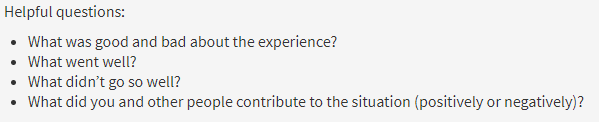 Helpful questions:
• What was good and bad about the experience?
• What went well?
• What didn’t go so well?
• What did you and other people contribute to the situation (positively or negatively)?